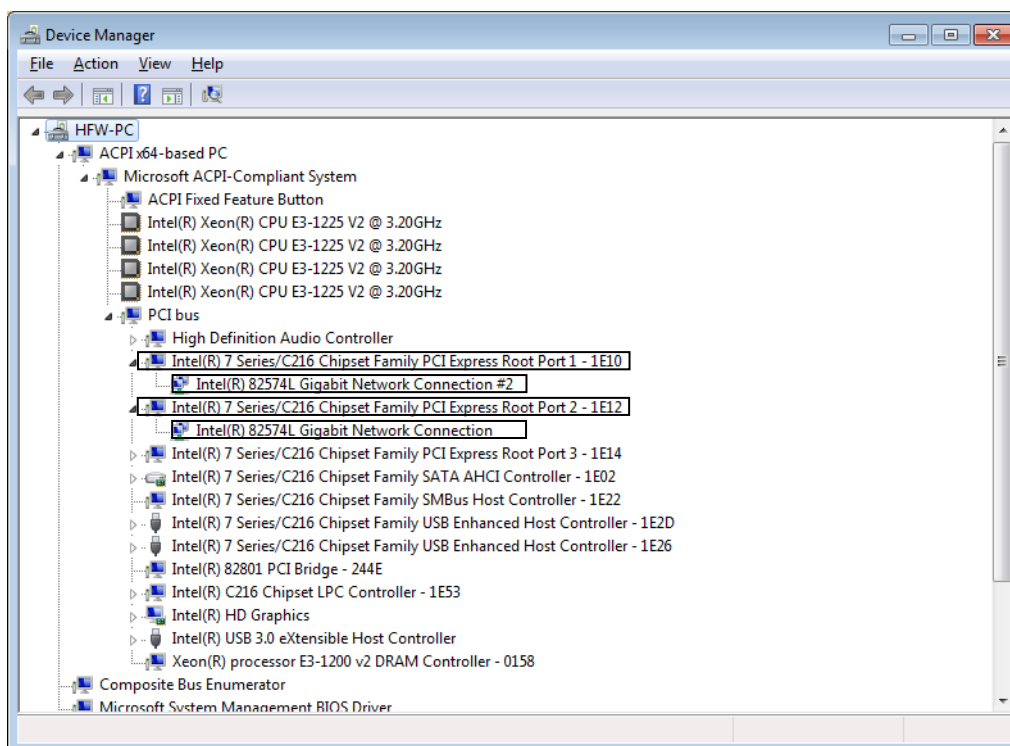 Device Manager
File Action View Help
HFW-PC
ACPI x64-based PC
Microsoft ACPI-Compliant System
ACPI Fixed Feature Button
Intel(R) Xeon(R) CPU E3-1225 V2 @ 3.20GHz
Intel(R) Xeon(R) CPU E3-1225 V2 @ 3.20GHz
Intel(R) Xeon(R) CPU E3-1225 V2 @ 3.20GHz
Intel(R) Xeon(R) CPU E3-1225 V2 @ 3.20GHz
PCI bus
High Definition Audio Controller
Intel(R) 7 Series/C216 Chipset Family PCI Express Root Port 1 - 1E10
Intel(R) 82574L Gigabit Network Connection #2
Intel(R) 7 Series/C216 Chipset Family PCI Express Root Port 2 - 1E12
Intel(R) 82574L Gigabit Network Connection
Intel(R) 7 Series/C216 Chipset Family PCI Express Root Port 3 - 1E14
Intel(R) 7 Series/C216 Chipset Family SATA AHCI Controller - 1E02
Intel(R) 7 Series/C216 Chipset Family SMBus Host Controller - 1E22
Intel(R) 7 Series/C216 Chipset Family USB Enhanced Host Controller - 1E2D
Intel(R) 7 Series/C216 Chipset Family USB Enhanced Host Controller - 1E26
Intel(R) 82801 PCI Bridge - 244E
Intel(R) C216 Chipset LPC Controller - 1E53
Intel(R) HD Graphics
Intel(R) USB 3.0 eXtensible Host Controller
Xeon(R) processor E3-1200 v2 DRAM Controller - 0158
Composite Bus Enumerator
Microsoft System Management BIOS Driver